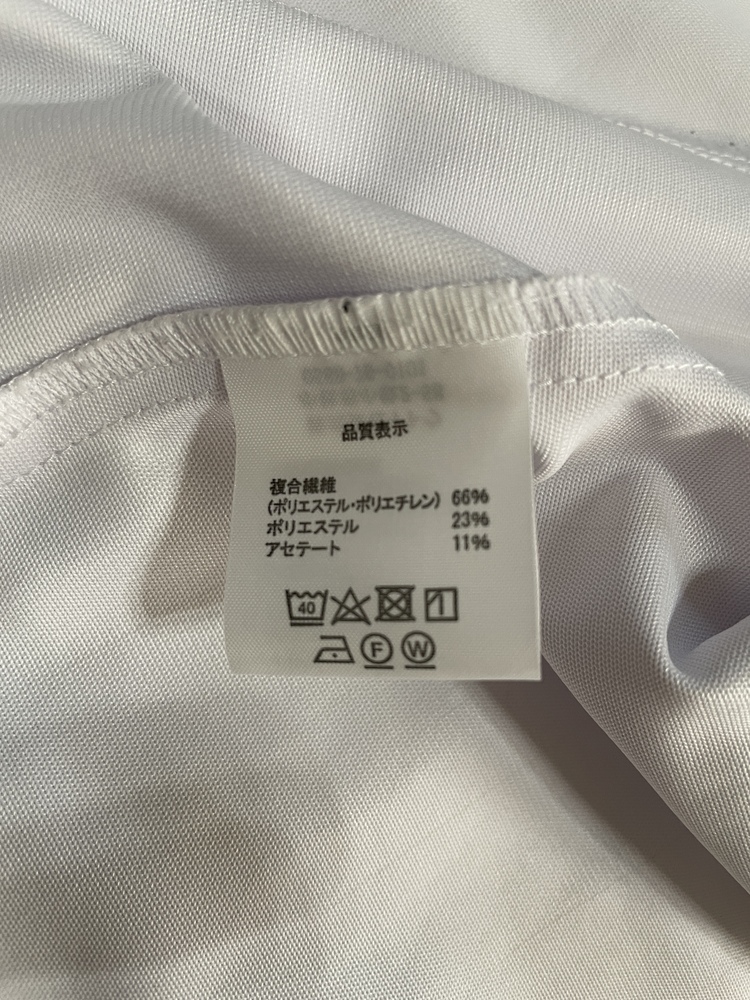 品質表示
複合繊維
(ポリエステル・ポリエチレン) 66%
ポリエステル 23%
アセテート 11%
40
F W